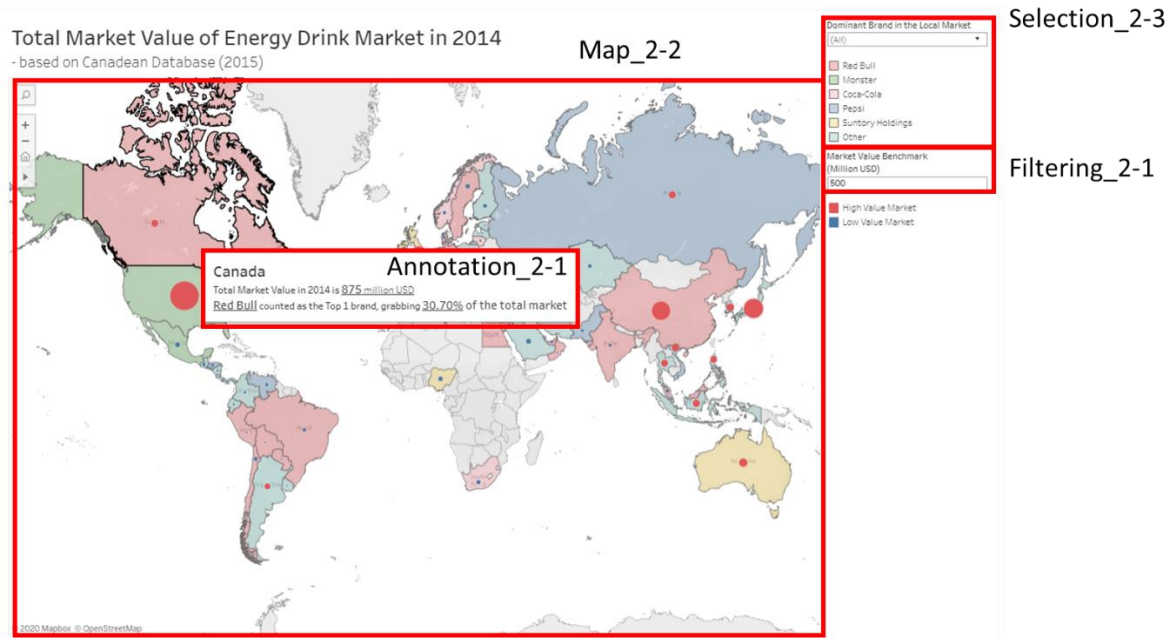 Selection_2-3
Dominant Brand in the Local Market
(All)
Total Market Value of Energy Drink Market in 2014
- based on Canadean Database (2015)
Map_2-2
Red Bull
Monster
Coca-Cola
Pepsi
Suntory Holdings
Other
Market Value Benchmark
(Million USD)
500
Filtering_2-1
High Value Market
Low Value Market
Annotation_2-1
Canada
Total Market Value in 2014 is 875 million USD
Red Bull counted as the Top 1 brand, grabbing 30.70% of the total market
2020 Mapbox © OpenStreetMap